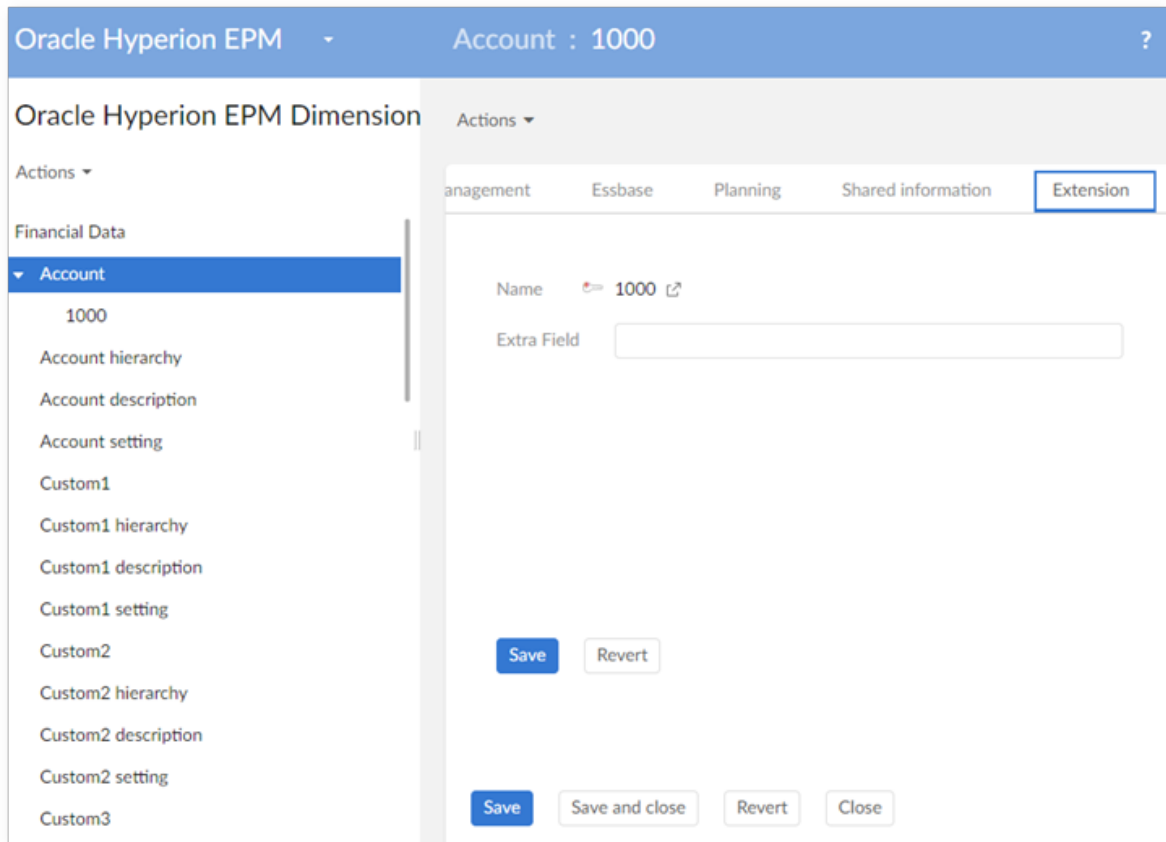 Oracle Hyperion EPM
Account : 1000
?
Oracle Hyperion EPM Dimension
Actions
Financial Data
Account
1000
Account hierarchy
Account description
Account setting
Custom1
Custom1 hierarchy
Custom1 description
Custom1 setting
Custom2
Custom2 hierarchy
Custom2 description
Custom2 setting
Custom3
Actions
anagement Essbase Planning Shared information Extension
Name 1000
Extra Field
Save Revert
Save Save and close Revert Close